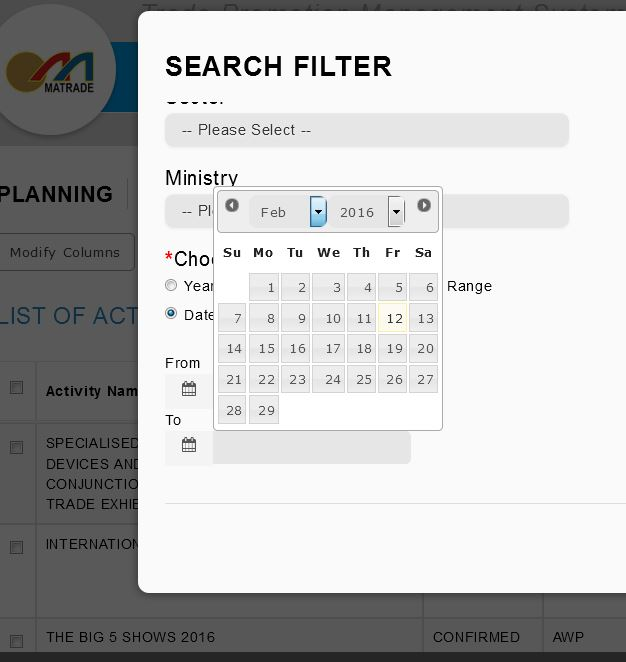 Trade Promotion Management System
MATRADE
SEARCH FILTER
Sector
-- Please Select --
PLANNING
Ministry
-- Pl
Modify Columns
Feb 2016
Su Mo Tu We Th Fr Sa
1 2 3 4 5 6
7 8 9 10 11 12 13
14 15 16 17 18 19 20
21 22 23 24 25 26 27
28 29
*Choo
Year
Range
Date
LIST OF ACT
From
To
Activity Nam
SPECIALISED
DEVICES AND
CONJUNCTIO
TRADE EXHIB
INTERNATION
THE BIG 5 SHOWS 2016 CONFIRMED AWP